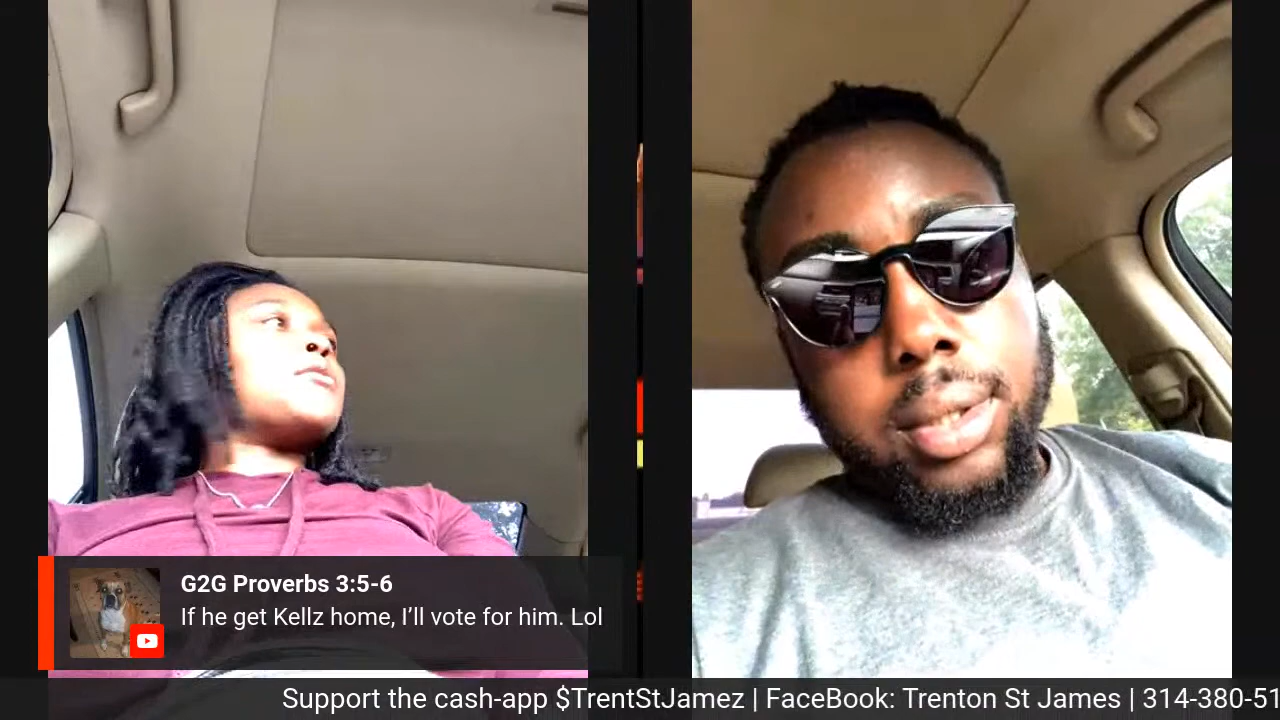 G2G Proverbs 3:5-6
If he get Kellz home, I’ll vote for him. Lol
Support the cash-app $TrentStJamez | FaceBook: Trenton St James | 314-380-51